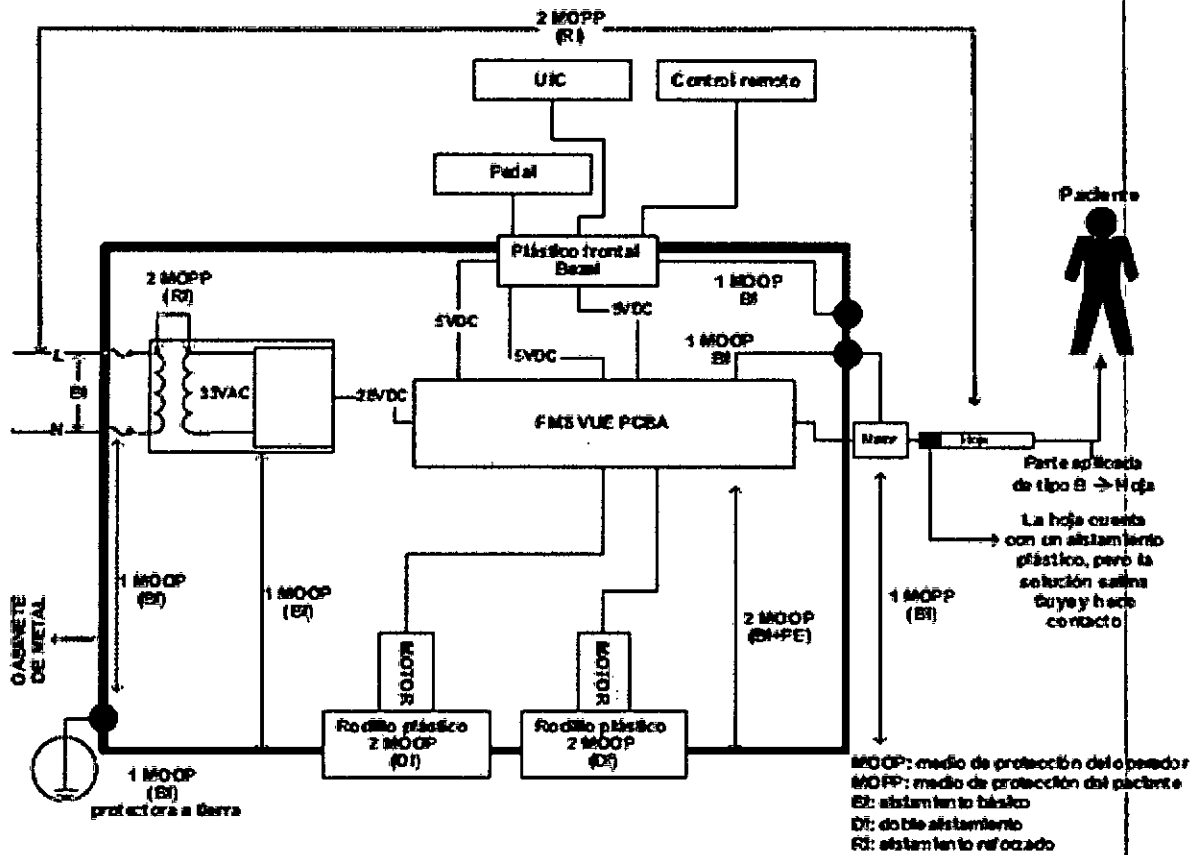 2 MOPP
(RI)
UIC
Control remoto
Pedal
Paciente
Plástico frontal
Bezel
2 MOPP
(RI)
1 MOOP
BI
5VDC
5VDC
5VDC
1 MOOP
BI
L
BI
N
33VAC
28VDC
FMS VUE PCBA
Hoja
Parte aplicada
de tipo B → Hoja
La hoja cuenta
con un aislamiento
plástico, pero la
solución salina
fluye y hace
contacto
1 MOOP
(BI)
1 MOOP
(BI)
2 MOOP
(BI+PE)
1 MOPP
(BI)
GABINETE
DE METAL
MOTOR
MOTOR
Rodillo plástico
2 MOOP
(DI)
Rodillo plástico
2 MOOP
(DI)
1 MOOP
(BI)
protectora a tierra
MOOP: medio de protección del operador
MOPP: medio de protección del paciente
BI: aislamiento básico
DI: doble aislamiento
RI: aislamiento reforzado